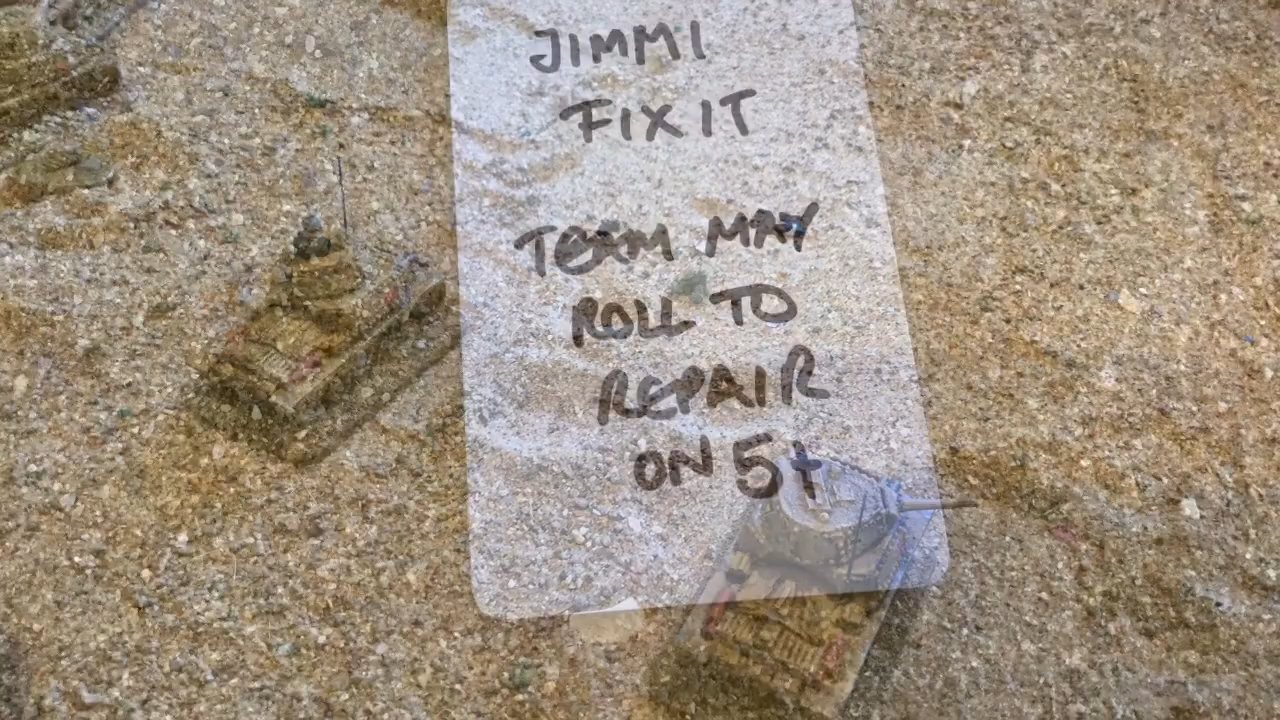 JIMMI
FIX IT
TEAM MAY
ROLL TO
REPAIR
ON 5+